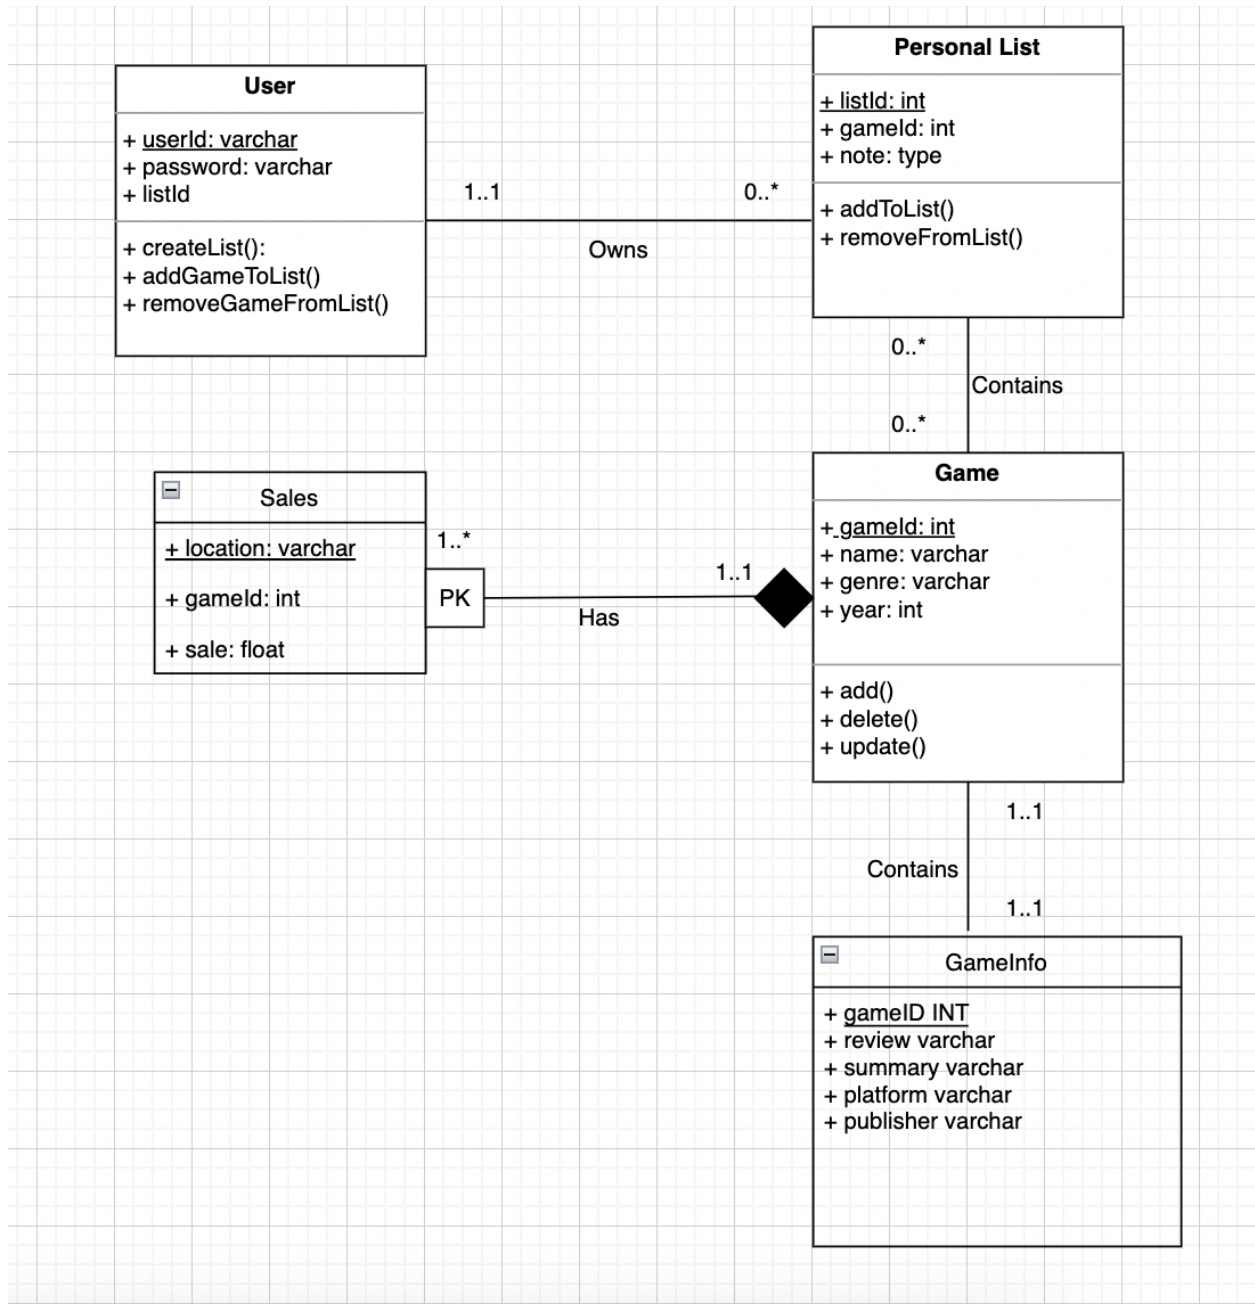 User
+ userId: varchar
+ password: varchar
+ listId
+ createList():
+ addGameToList()
+ removeGameFromList()
1..1
0..*
Owns
Personal List
+ listId: int
+ gameId: int
+ note: type
+ addToList()
+ removeFromList()
0..*
Contains
0..*
Sales
+ location: varchar
+ gameId: int
+ sale: float
1..*
PK
1..1
Has
Game
+ gameId: int
+ name: varchar
+ genre: varchar
+ year: int
+ add()
+ delete()
+ update()
1..1
Contains
1..1
GameInfo
+ gameID INT
+ review varchar
+ summary varchar
+ platform varchar
+ publisher varchar